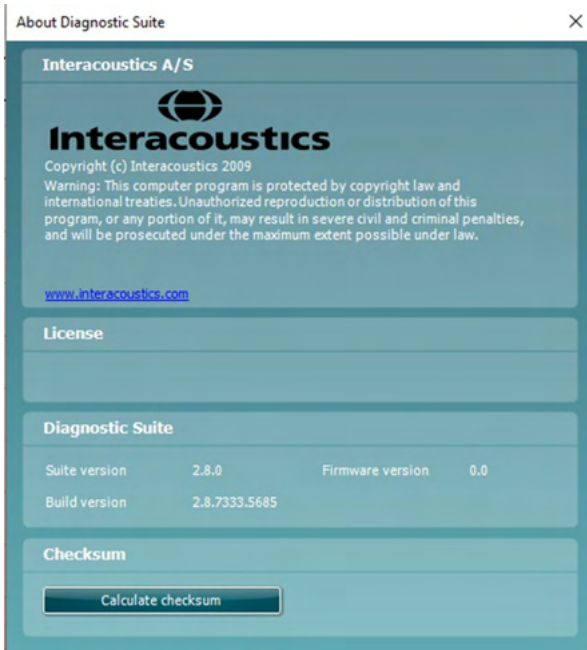 About Diagnostic Suite
Interacoustics A/S
Interacoustics
Copyright (c) Interacoustics 2009
Warning: This computer program is protected by copyright law and
international treaties. Unauthorized reproduction or distribution of this
program, or any portion of it, may result in severe civil and criminal penalties,
and will be prosecuted under the maximum extent possible under law.
www.interacoustics.com
License
Diagnostic Suite
Suite version 2.8.0 Firmware version 0.0
Build version 2.8.7333.5685
Checksum
Calculate checksum